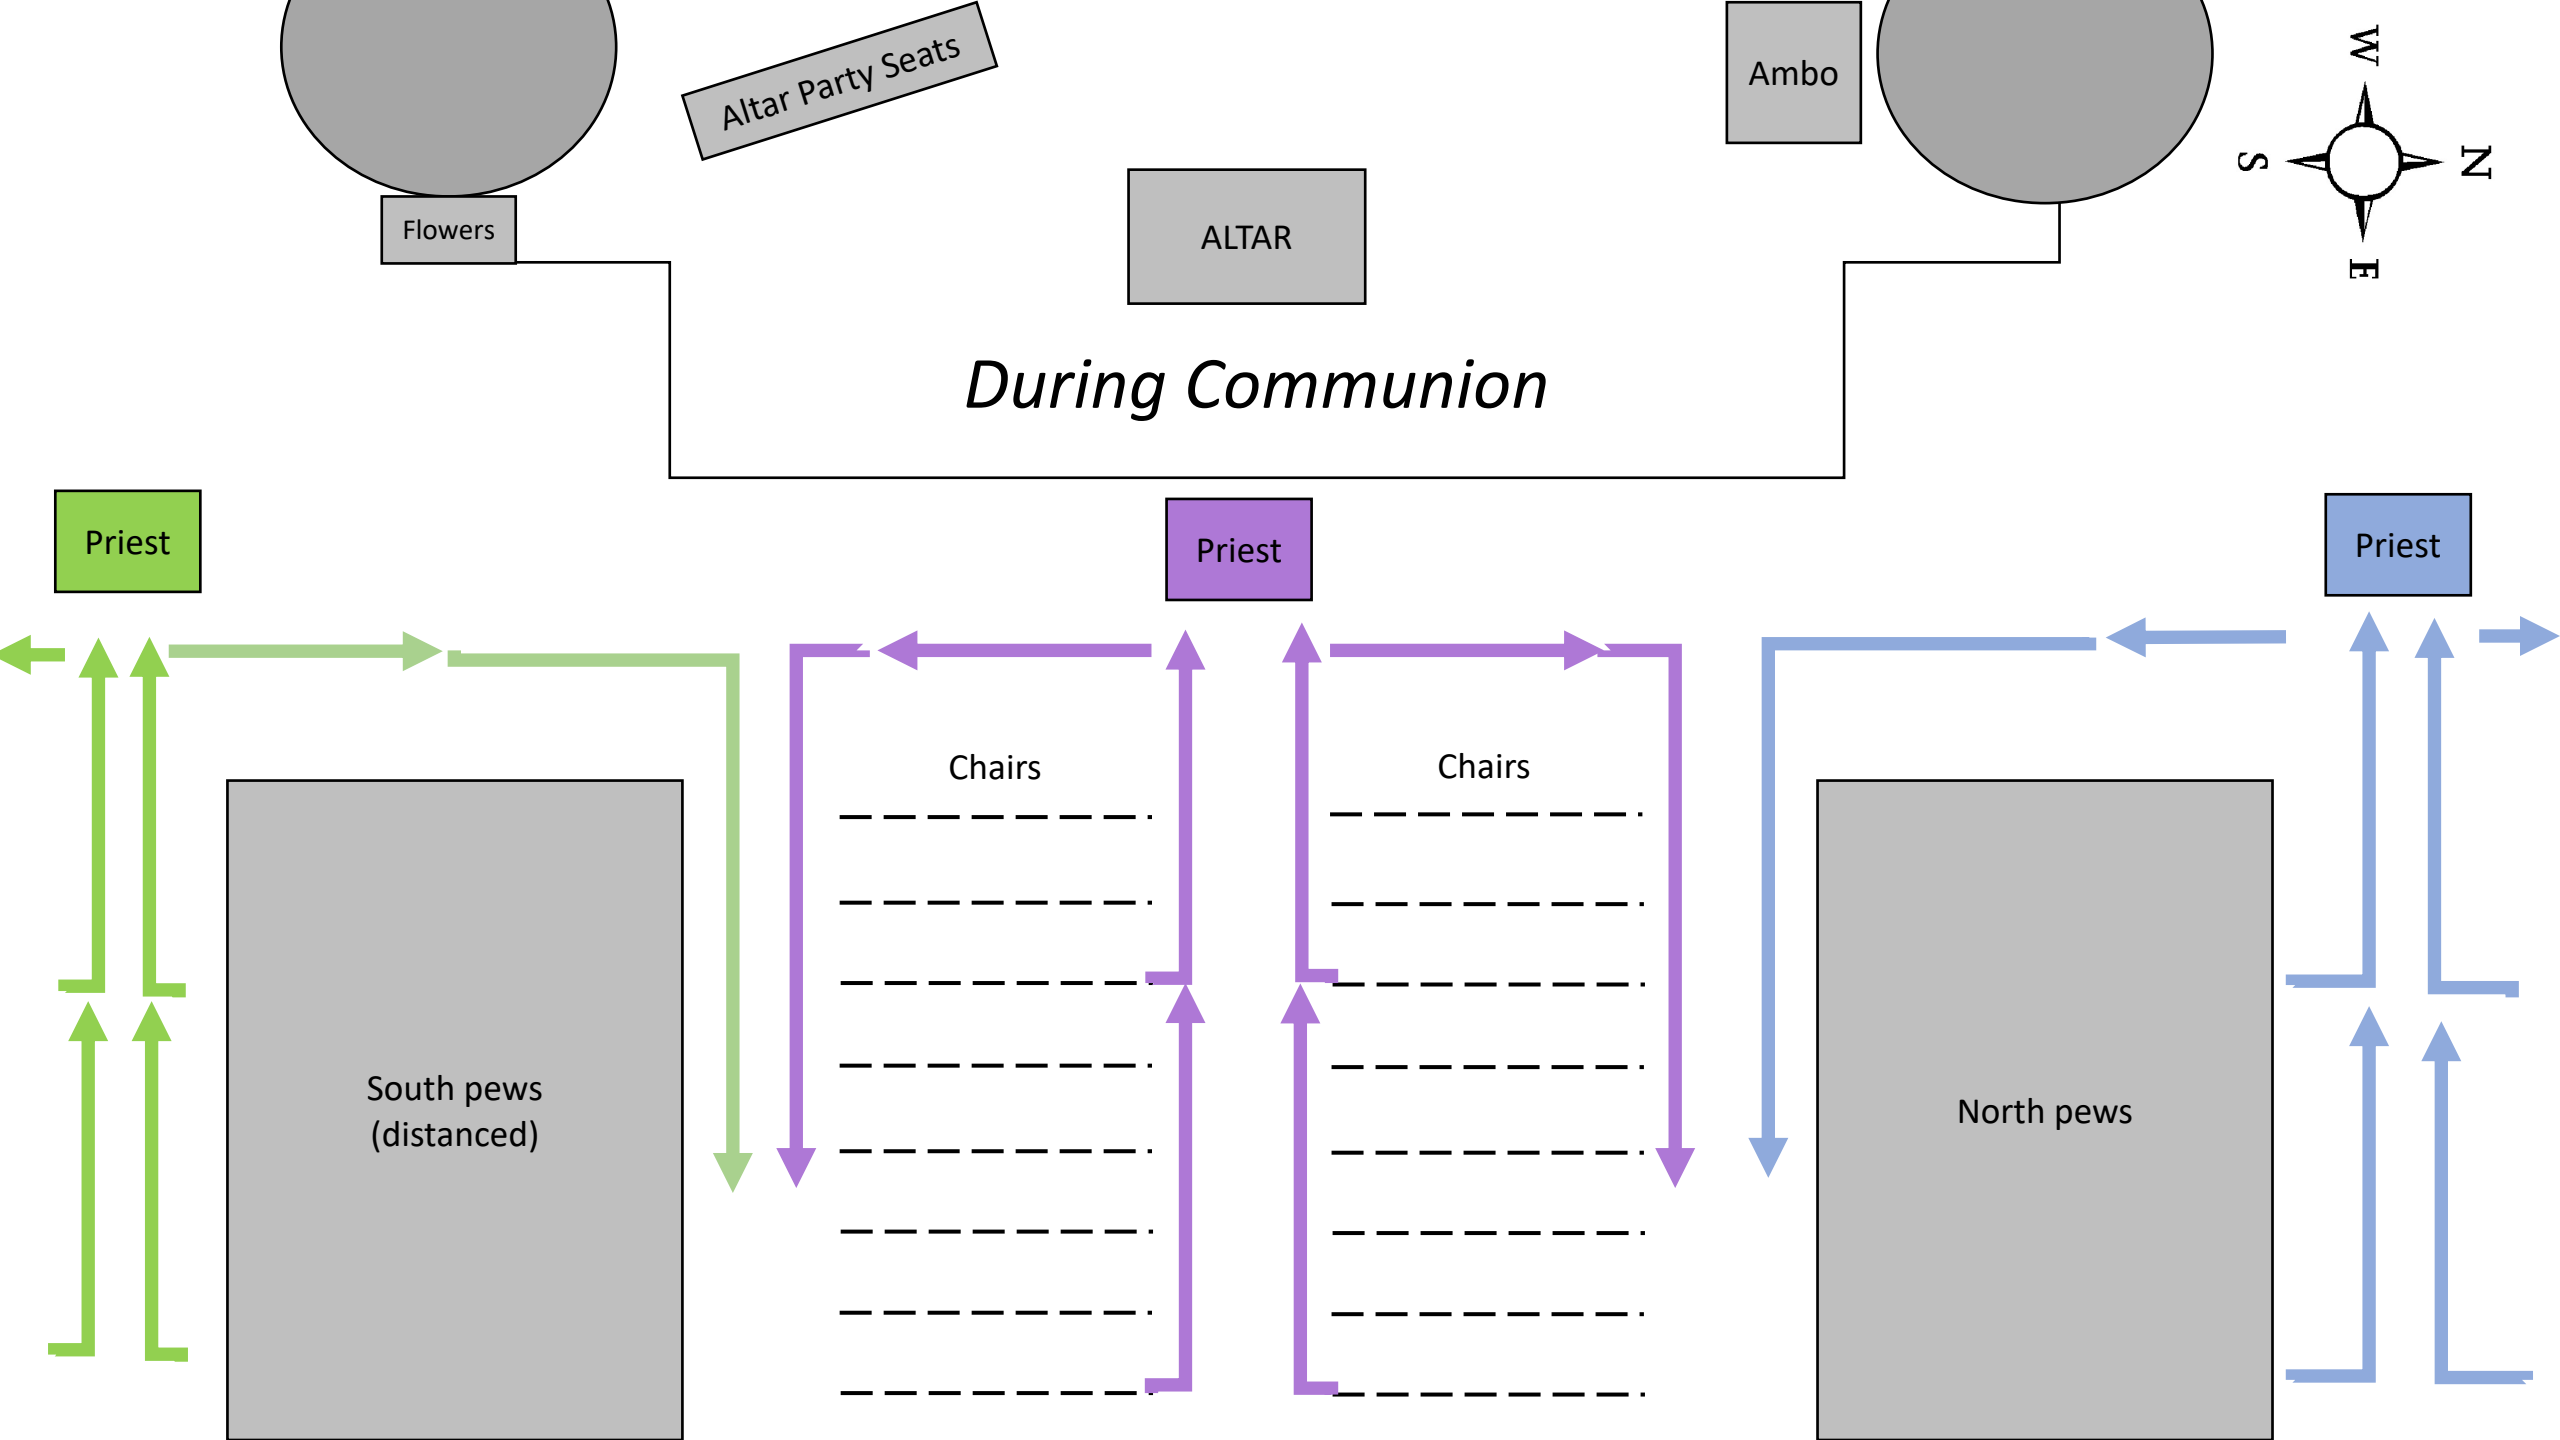 Altar Party Seats
Ambo
W
S
N
E
Flowers
ALTAR
During Communion
Priest
Priest
Priest
Chairs
Chairs
South pews
(distanced)
North pews